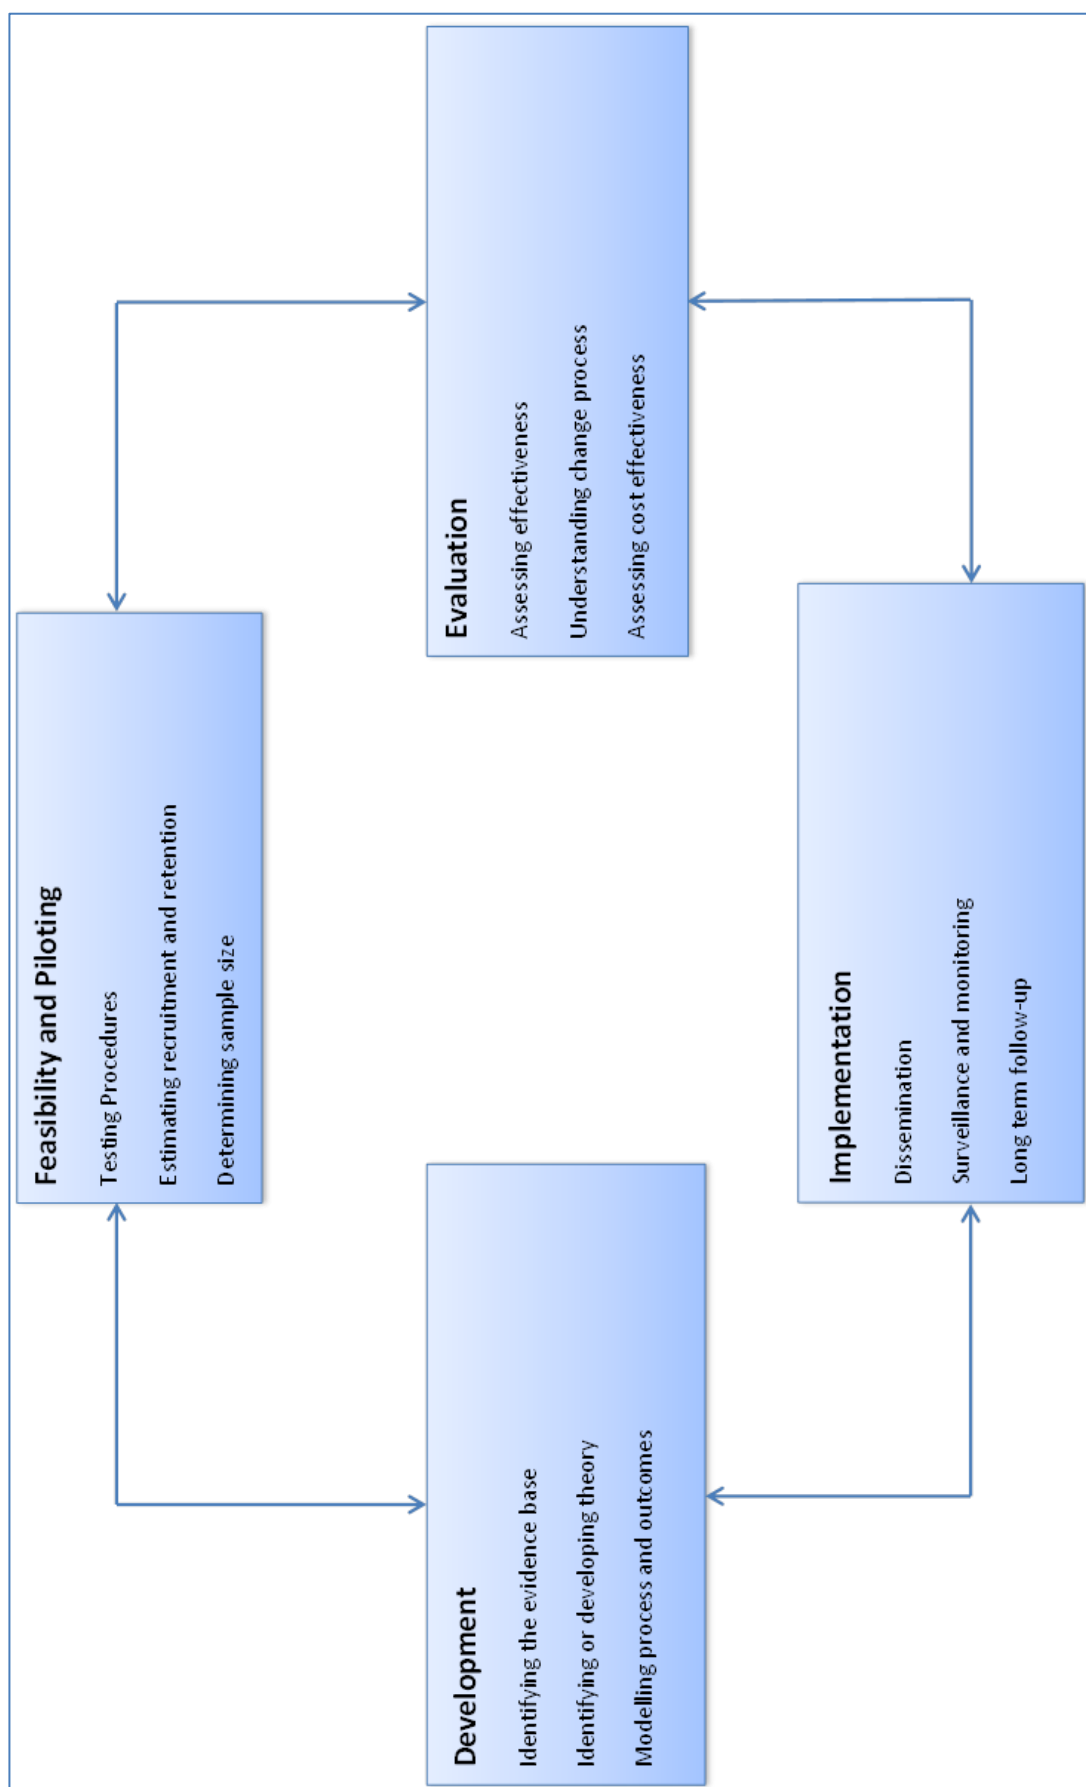 Feasibility and Piloting
Testing Procedures
Estimating recruitment and retention
Determining sample size
Development
Identifying the evidence base
Identifying or developing theory
Modelling process and outcomes
Evaluation
Assessing effectiveness
Understanding change process
Assessing cost effectiveness
Implementation
Dissemination
Surveillance and monitoring
Long term follow-up